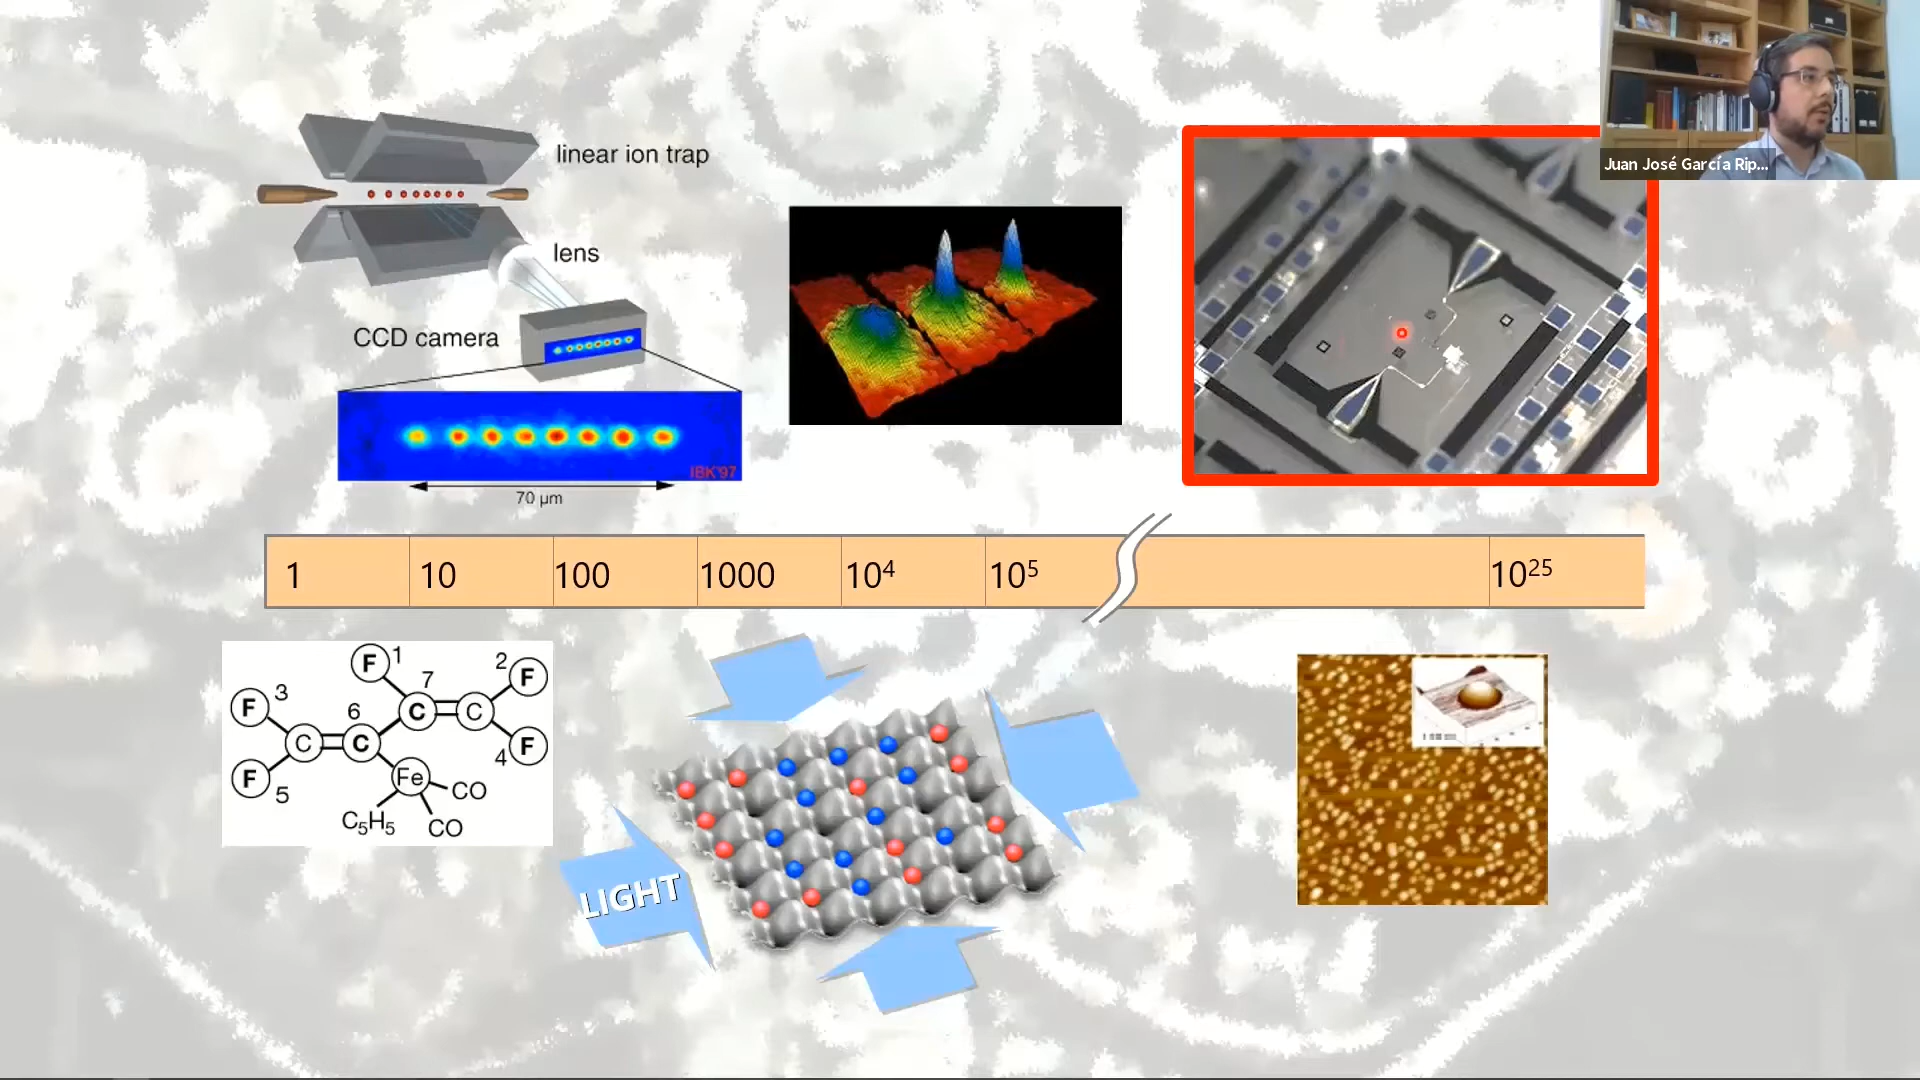 Juan José García Rip...
linear ion trap
lens
CCD camera
IBK'97
70 μm
1
10
100
1000
10⁴
10⁵
10²⁵
F
1
2
F
F
3
7
6
C
C
C
C
F
4
F
5
Fe
CO
C₅H₅
CO
LIGHT